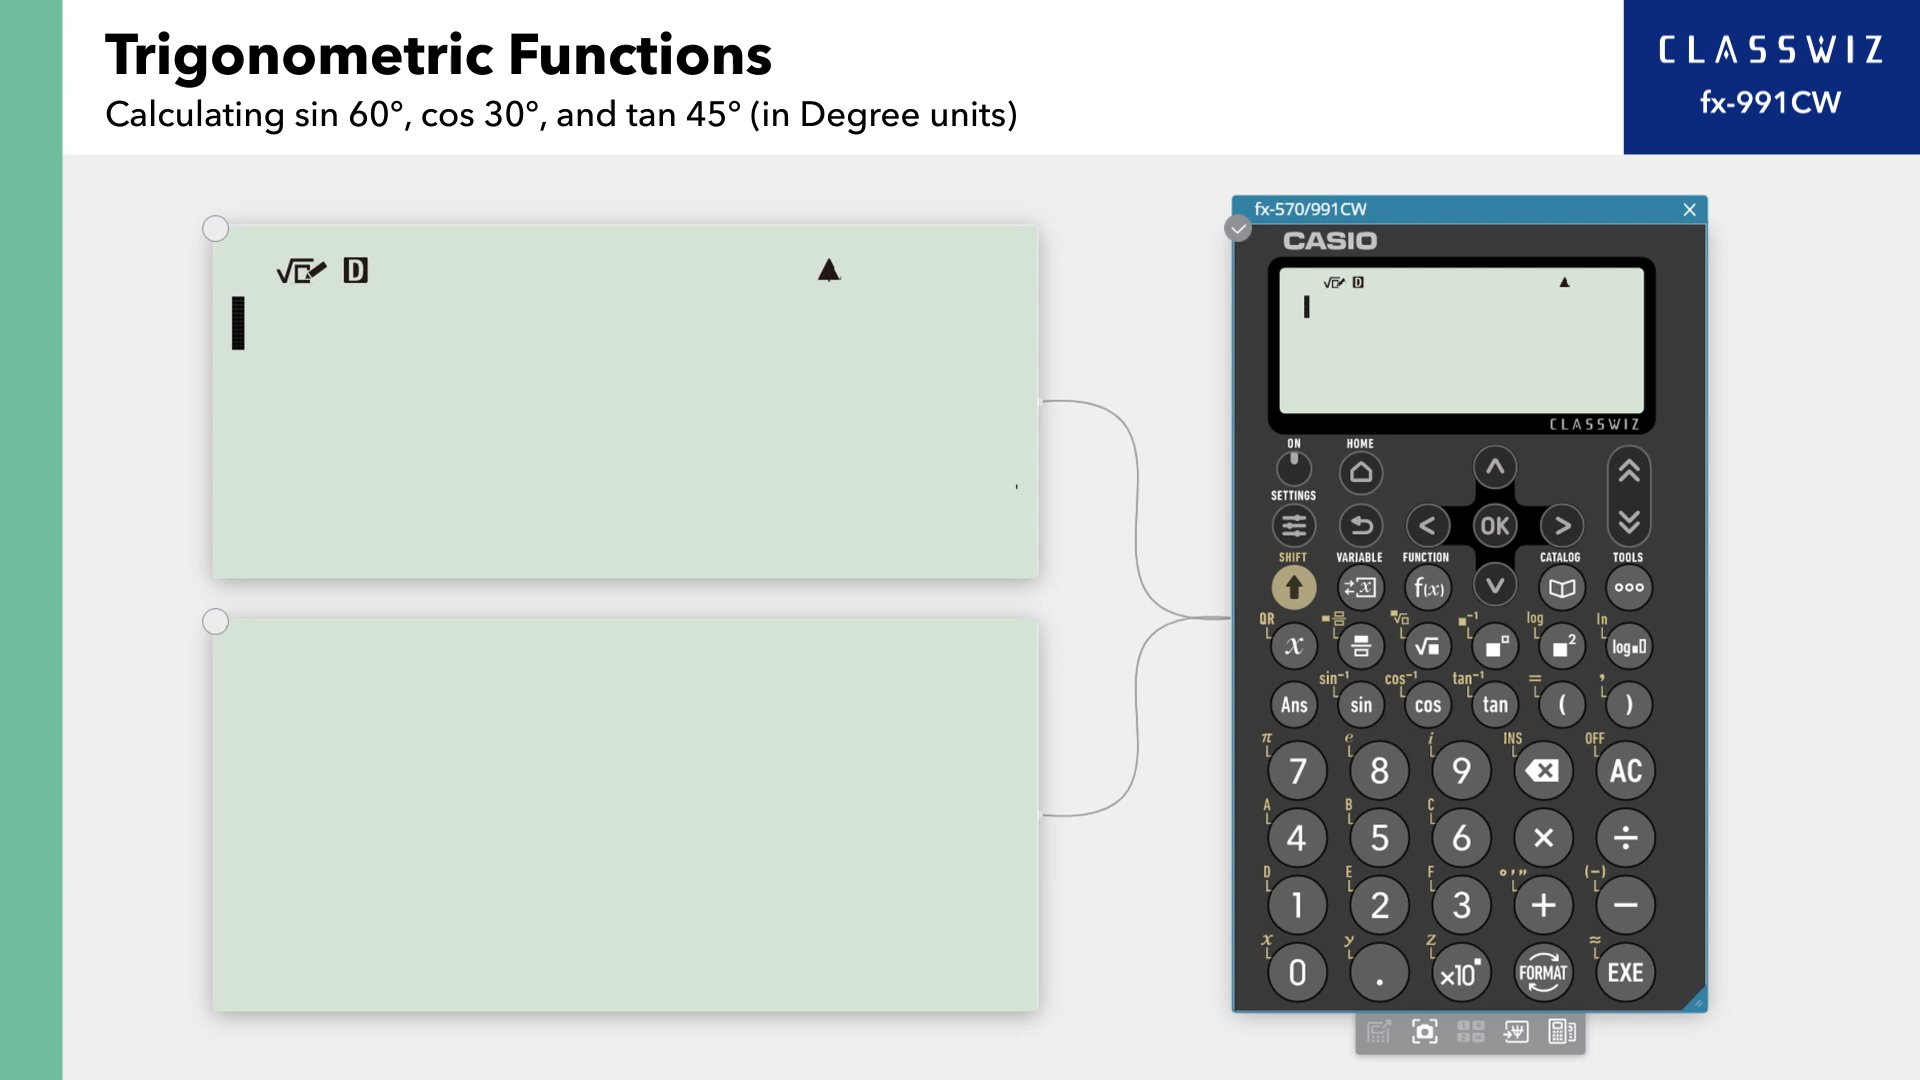 Trigonometric Functions
Calculating sin 60°, cos 30°, and tan 45° (in Degree units)
CLASSWIZ
fx-991CW
√ D ▲
fx-570/991CW
CASIO
√ D ▲
CLASSWIZ
ON HOME
SETTINGS
< OK >
SHIFT VARIABLE FUNCTION CATALOG TOOLS
x f(x)
QR ■⁻¹ log ln
x √■ ■□ ■² log■□
sin⁻¹ cos⁻¹ tan⁻¹ = ,
Ans sin cos tan ( )
π e i INS OFF
7 8 9 AC
A B C
4 5 6 × ÷
D E F °′″ (−)
1 2 3 + −
x y z ≈
0 . ×10■ FORMAT EXE